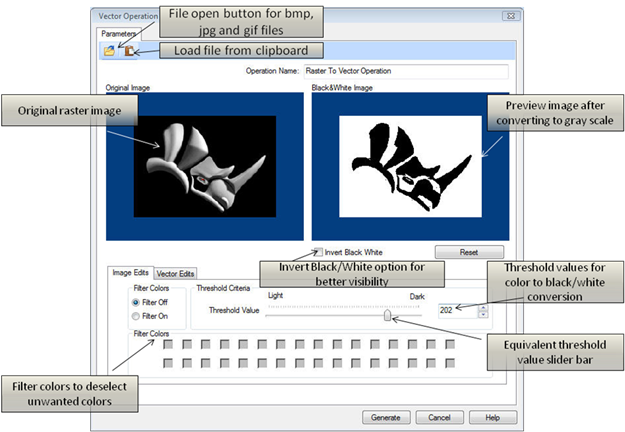 Vector Operation
File open button for bmp,
jpg and gif files
Parameters
Load file from clipboard
Operation Name:
Raster To Vector Operation
Original Image
Black&White Image
Original raster image
Preview image after
converting to gray scale
Invert Black White
Reset
Invert Black/White option for
better visibility
Image Edits
Vector Edits
Filter Colors
Filter Off
Filter On
Threshold Criteria
Light
Dark
Threshold Value
202
Threshold values for
color to black/white
conversion
Filter Colors
Equivalent threshold
value slider bar
Filter colors to deselect
unwanted colors
Generate
Cancel
Help